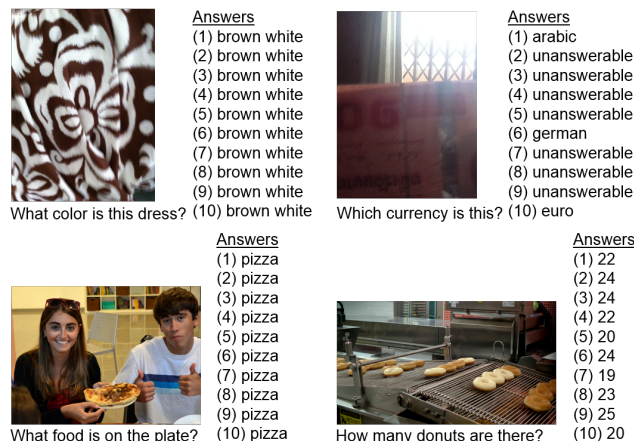 Answers
(1) brown white
(2) brown white
(3) brown white
(4) brown white
(5) brown white
(6) brown white
(7) brown white
(8) brown white
(9) brown white
(10) brown white
What color is this dress?
Answers
(1) arabic
(2) unanswerable
(3) unanswerable
(4) unanswerable
(5) unanswerable
(6) german
(7) unanswerable
(8) unanswerable
(9) unanswerable
(10) euro
Which currency is this?
Answers
(1) pizza
(2) pizza
(3) pizza
(4) pizza
(5) pizza
(6) pizza
(7) pizza
(8) pizza
(9) pizza
(10) pizza
What food is on the plate?
Answers
(1) 22
(2) 24
(3) 24
(4) 22
(5) 20
(6) 24
(7) 19
(8) 23
(9) 25
(10) 20
How many donuts are there?